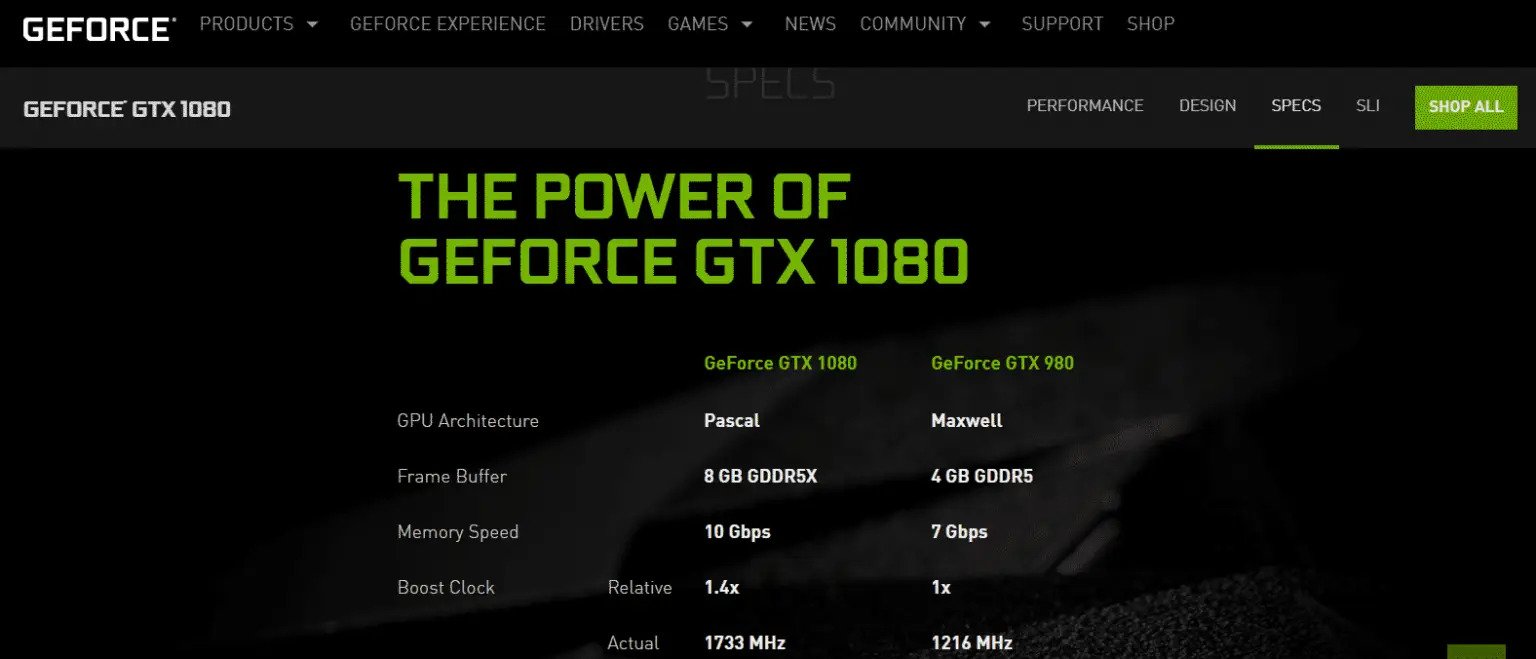 GEFORCE PRODUCTS GEFORCE EXPERIENCE DRIVERS GAMES NEWS COMMUNITY SUPPORT SHOP
SPECS
GEFORCE GTX 1080 PERFORMANCE DESIGN SPECS SLI SHOP ALL
THE POWER OF
GEFORCE GTX 1080
GeForce GTX 1080 GeForce GTX 980
GPU Architecture Pascal Maxwell
Frame Buffer 8 GB GDDR5X 4 GB GDDR5
Memory Speed 10 Gbps 7 Gbps
Boost Clock Relative 1.4x 1x
Actual 1733 MHz 1216 MHz